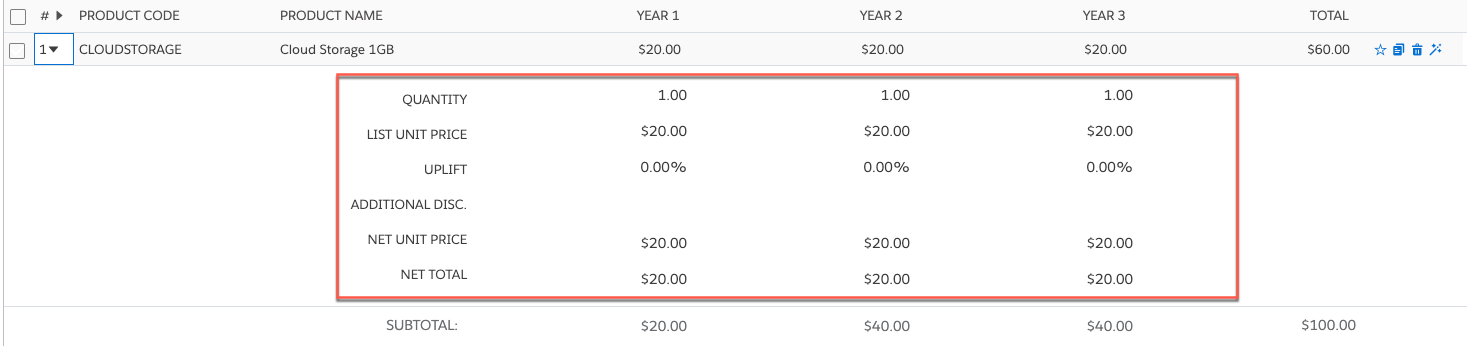 # PRODUCT CODE PRODUCT NAME YEAR 1 YEAR 2 YEAR 3 TOTAL
1 CLOUDSTORAGE Cloud Storage 1GB $20.00 $20.00 $20.00 $60.00
QUANTITY 1.00 1.00 1.00
LIST UNIT PRICE $20.00 $20.00 $20.00
UPLIFT 0.00% 0.00% 0.00%
ADDITIONAL DISC.
NET UNIT PRICE $20.00 $20.00 $20.00
NET TOTAL $20.00 $20.00 $20.00
SUBTOTAL: $20.00 $40.00 $40.00 $100.00